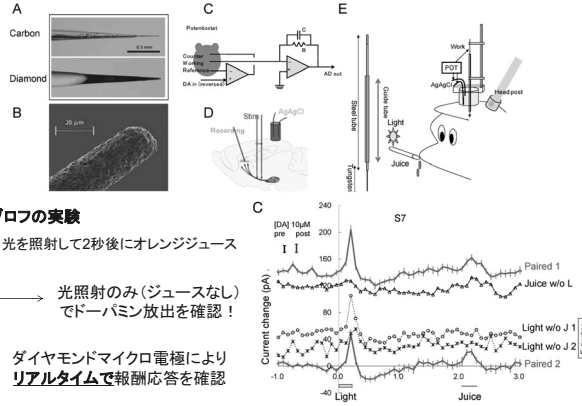 A
Carbon
0.5 mm
Diamond
B
20 μm
C
Potentiostat
Counter
Working
Reference
DA in (reversed)
C
R
AD out
D
Stim
AgAgCl
Recording
E
Steel tube
Guide tube
Tungsten
Light
Juice
Work
POT
AgAgCl
Head post
ブロフの実験
光を照射して2秒後にオレンジジュース
光照射のみ(ジュースなし)
でドーパミン放出を確認!
ダイヤモンドマイクロ電極により
リアルタイムで報酬応答を確認
C
S7
[DA] 10μM
pre post
Current change (pA)
240
200
160
120
80
40
0
-40
-1.0
0.0
1.0
2.0
3.0
Paired 1
Juice w/o L
Light w/o J 1
Light w/o J 2
Paired 2
Light
Juice